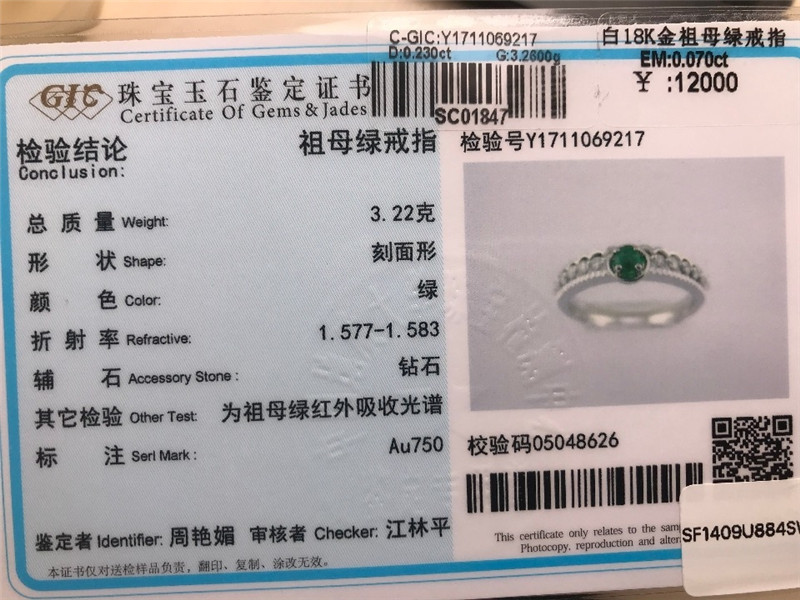 C-GIC:Y1711069217
D:0.230ct G:3.2600g
SC01847
白18K金祖母绿戒指
EM:0.070ct
¥ :12000
GIC 珠宝玉石鉴定证书
Certificate Of Gems & Jades
检验结论 祖母绿戒指
Conclusion:
检验号Y1711069217
总质量 Weight: 3.22克
形状 Shape: 刻面形
颜色 Color: 绿
折射率 Refractive: 1.577-1.583
辅石 Accessory Stone: 钻石
其它检验 Other Test: 为祖母绿红外吸收光谱
标注 Serl Mark: Au750
校验码05048626
鉴定者 Identifier: 周艳媚 审核者 Checker: 江林平
本证书仅对送检样品负责，翻印、复制、涂改无效。
This certificate only relates to the
Photocopy, reproduction and
SF1409U884S